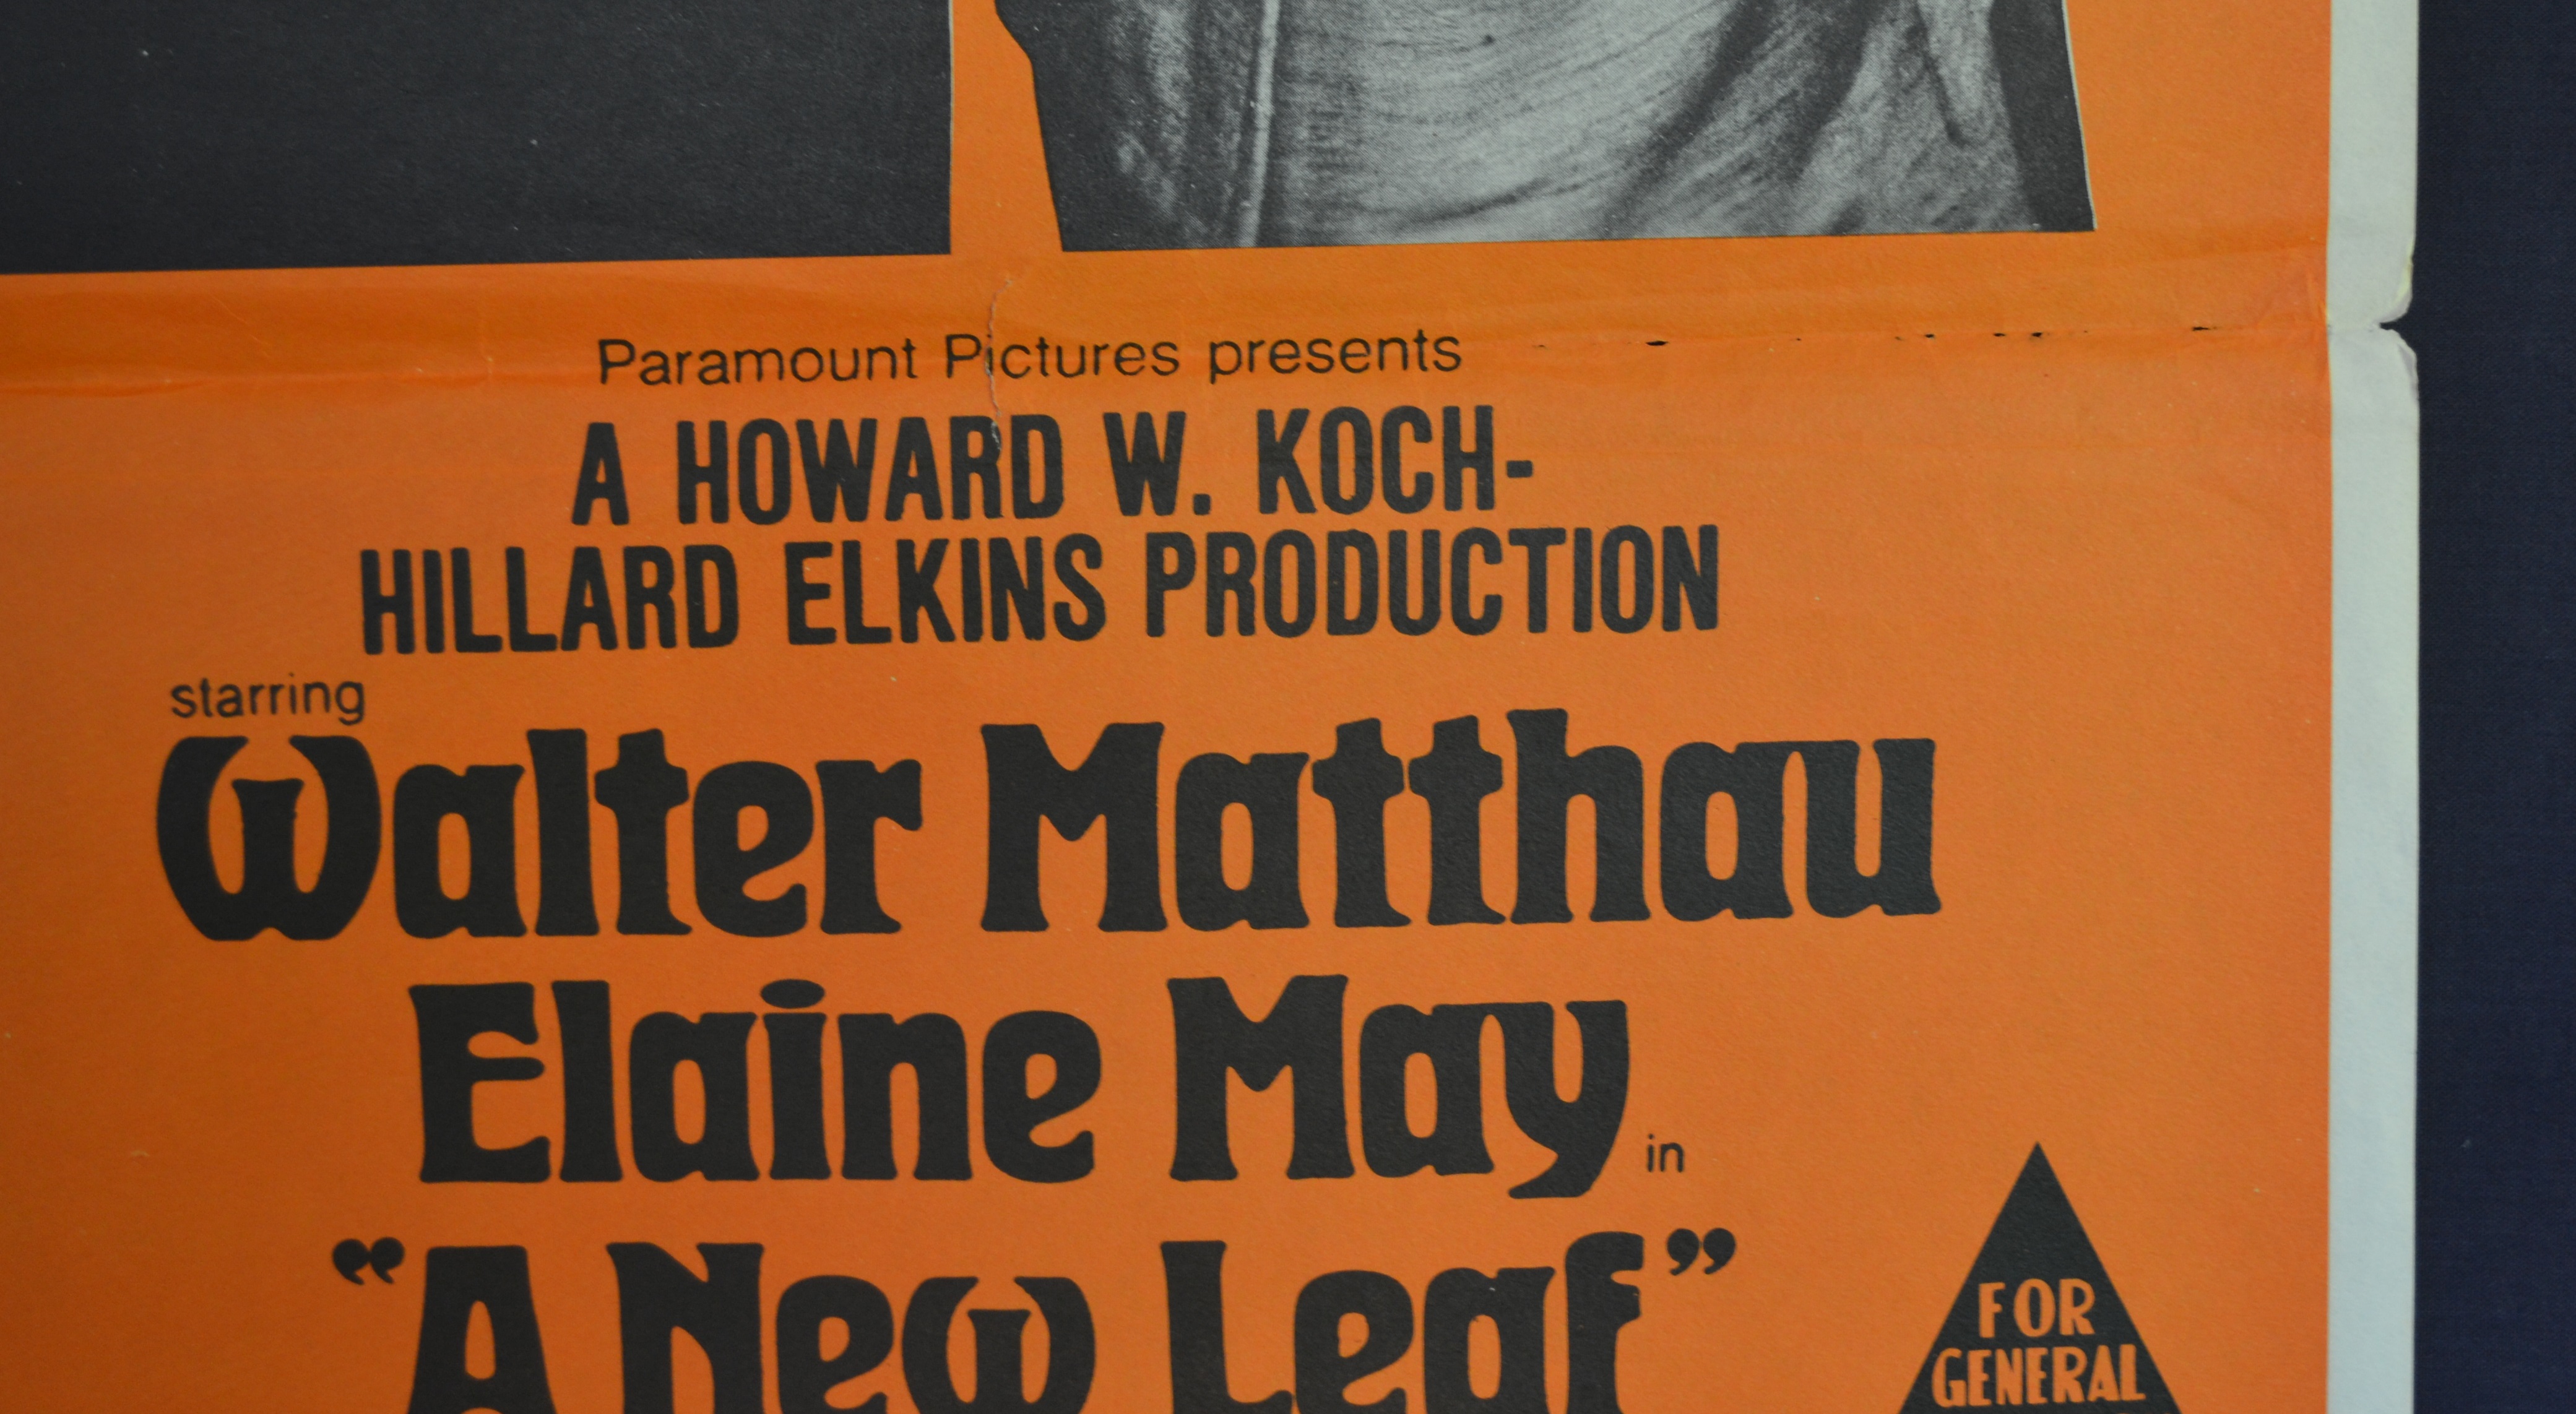 Paramount Pictures presents
A HOWARD W. KOCH-
HILLARD ELKINS PRODUCTION
starring
Walter Matthau
Elaine May
in
“A New Leaf”
FOR
GENERAL